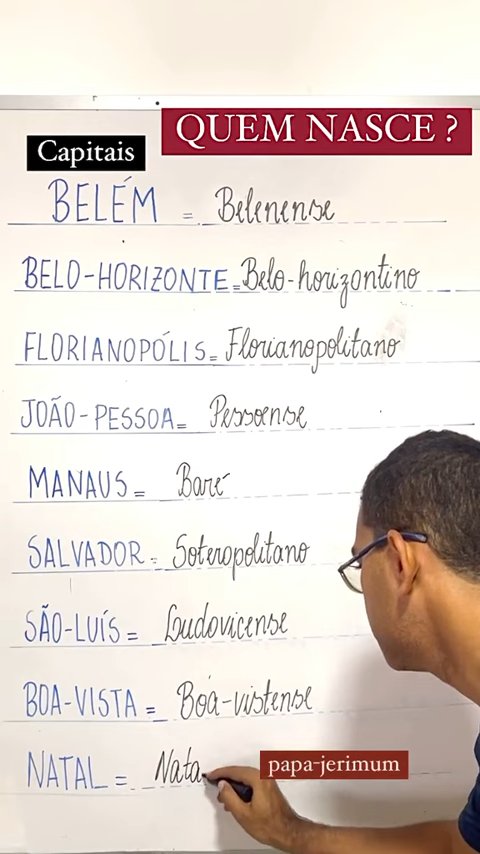 QUEM NASCE ?
Capitais
BELÉM = Belenense
BELO-HORIZONTE = Belo-horizontino
FLORIANOPÓLIS = Florianopolitano
JOÃO-PESSOA = Pessoense
MANAUS = Baré
SALVADOR = Soteropolitano
SÃO-LUÍS = Ludovicense
BOA-VISTA = Boa-vistense
NATAL = Nata
papa-jerimum